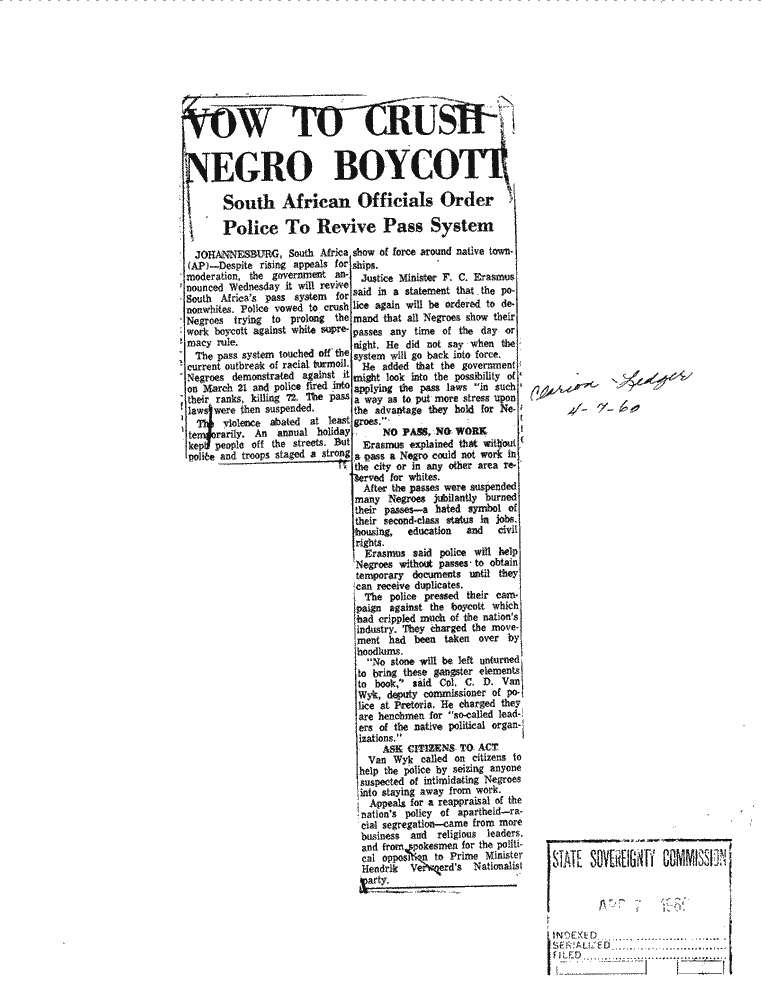 VOW TO CRUSH
NEGRO BOYCOTT
South African Officials Order
Police To Revive Pass System
JOHANNESBURG, South Africa
(AP)—Despite rising appeals for
moderation, the government an-
nounced Wednesday it will revive
South Africa's pass system for
nonwhites. Police vowed to crush
Negroes trying to prolong the
work boycott against white supre-
macy rule.
The pass system touched off the
current outbreak of racial turmoil.
Negroes demonstrated against it
on March 21 and police fired into
their ranks, killing 72. The pass
laws were then suspended.
The violence abated at least
temporarily. An annual holiday
kept people off the streets. But
police and troops staged a strong
show of force around native town-
ships.
Justice Minister F. C. Erasmus
said in a statement that the po-
lice again will be ordered to de-
mand that all Negroes show their
passes any time of the day or
night. He did not say when the
system will go back into force.
He added that the government
might look into the possibility of
applying the pass laws "in such
a way as to put more stress upon
the advantage they hold for Ne-
groes."
NO PASS, NO WORK
Erasmus explained that without
a pass a Negro could not work in
the city or in any other area re-
served for whites.
After the passes were suspended
many Negroes jubilantly burned
their passes—a hated symbol of
their second-class status in jobs,
housing, education and civil
rights.
Erasmus said police will help
Negroes without passes to obtain
temporary documents until they
can receive duplicates.
The police pressed their cam-
paign against the boycott which
had crippled much of the nation's
industry. They charged the move-
ment had been taken over by
hoodlums.
"No stone will be left unturned
to bring these gangster elements
to book," said Col. C. D. Van
Wyk, deputy commissioner of po-
lice at Pretoria. He charged they
are henchmen for "so-called lead-
ers of the native political organ-
izations."
ASK CITIZENS TO ACT
Van Wyk called on citizens to
help the police by seizing anyone
suspected of intimidating Negroes
into staying away from work.
Appeals for a reappraisal of the
nation's policy of apartheid—ra-
cial segregation—came from more
business and religious leaders,
and from spokesmen for the politi-
cal opposition to Prime Minister
Hendrik Verwoerd's Nationalist
party.
Clarion Ledger
4-7-60
STATE SOVEREIGNTY COMMISSION
APR 7 1960
INDEXED
SERIALIZED
FILED